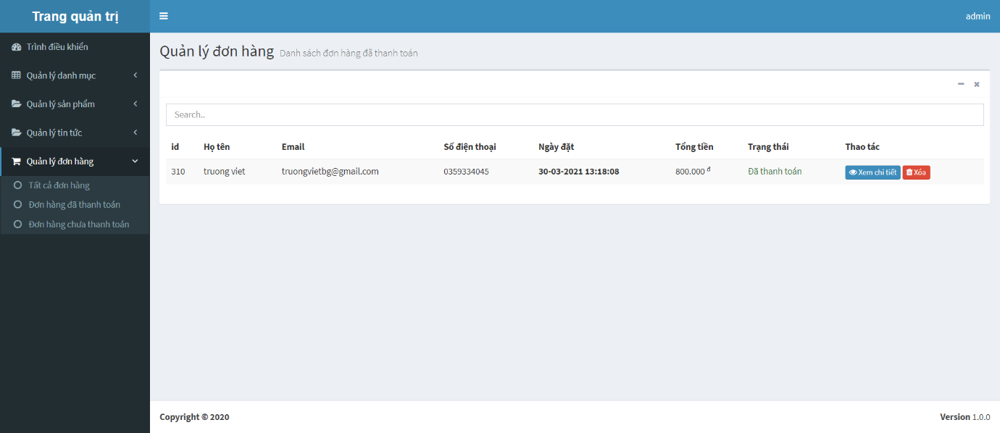 Trang quản trị
admin
Trình điều khiển
Quản lý danh mục
Quản lý sản phẩm
Quản lý tin tức
Quản lý đơn hàng
Tất cả đơn hàng
Đơn hàng đã thanh toán
Đơn hàng chưa thanh toán
Quản lý đơn hàng Danh sách đơn hàng đã thanh toán
Search..
id Họ tên Email Số điện thoại Ngày đặt Tổng tiền Trạng thái Thao tác
310 truong viet truongvietbg@gmail.com 0359334045 30-03-2021 13:18:08 800.000 đ Đã thanh toán Xem chi tiết Xóa
Copyright © 2020 Version 1.0.0